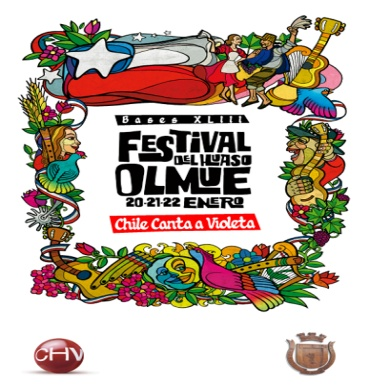 Bases XLIII
FESTIVAL
DEL HUASO
OLMUE
20-21-22 ENERO
Chile Canta a Violeta
CHV